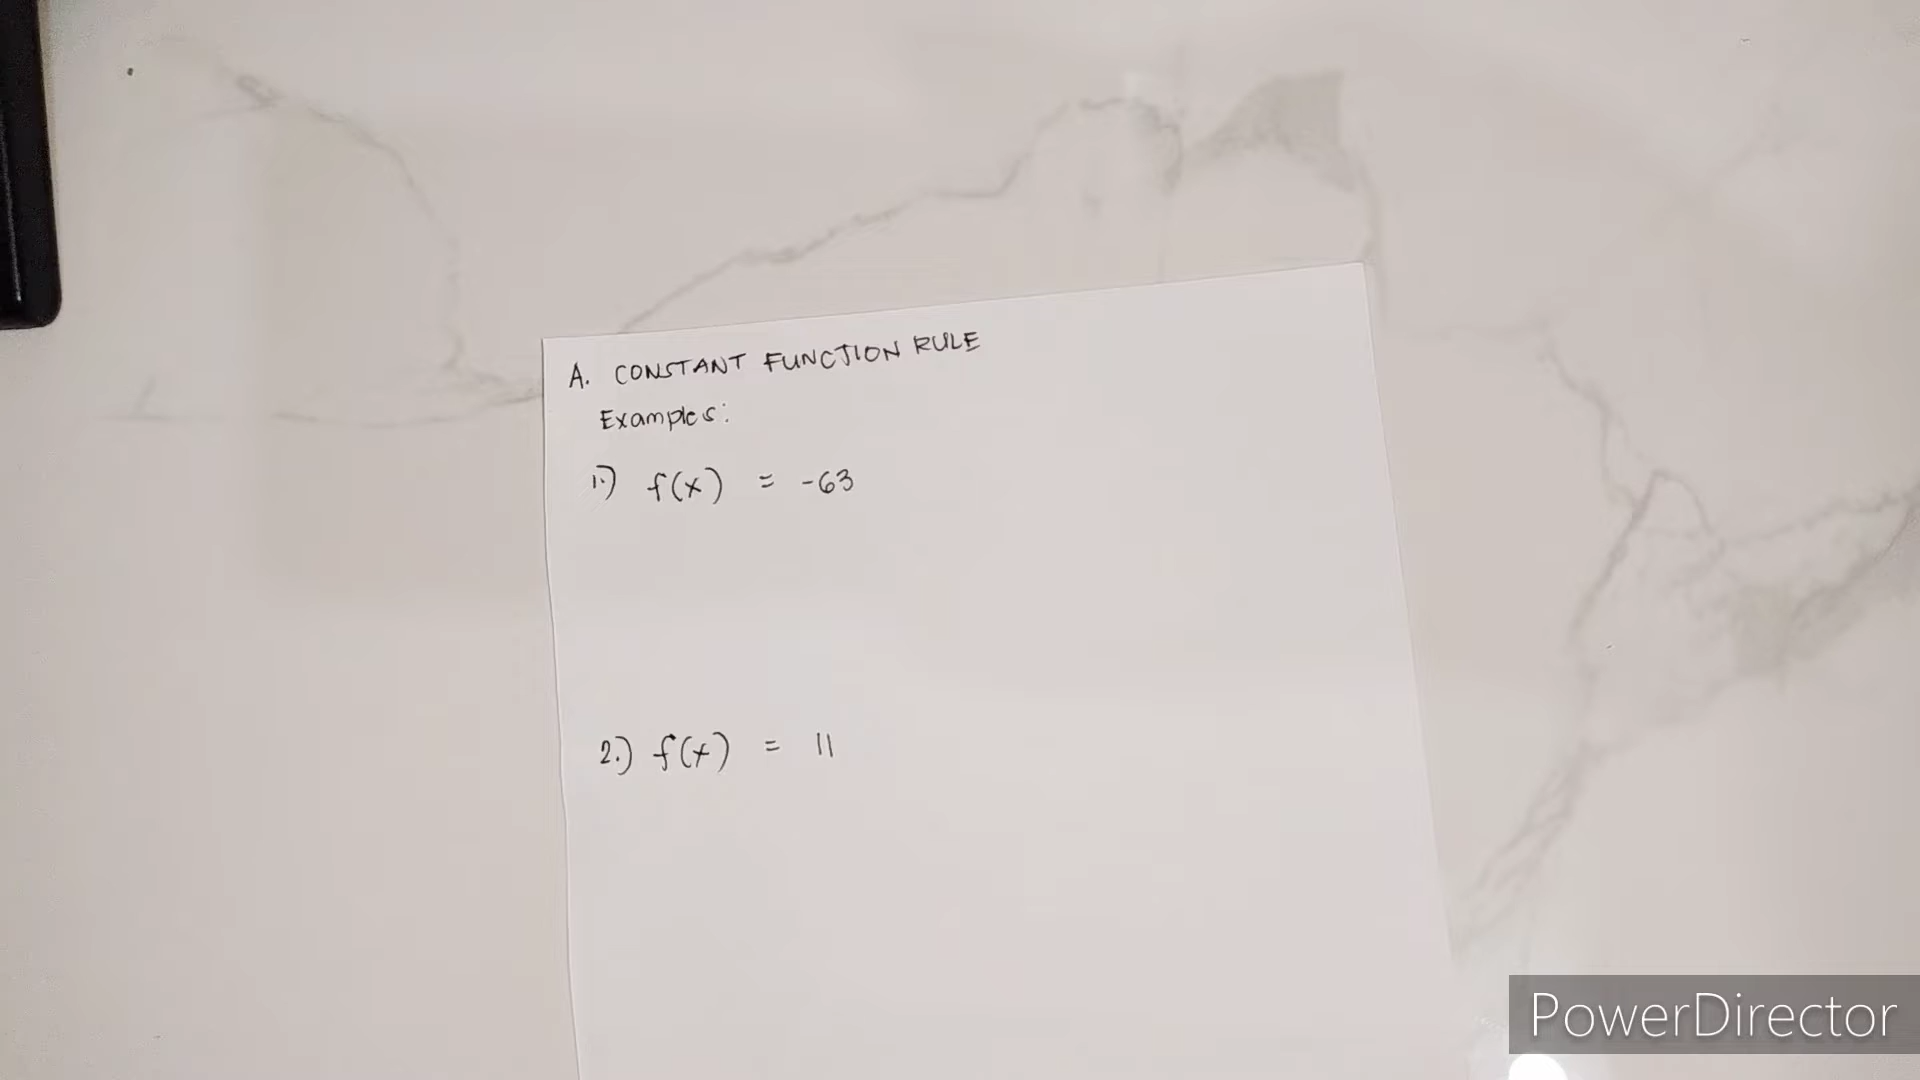 A. CONSTANT FUNCTION RULE
Examples:
1.) f(x) = -63
2.) f(x) = 11
PowerDirector